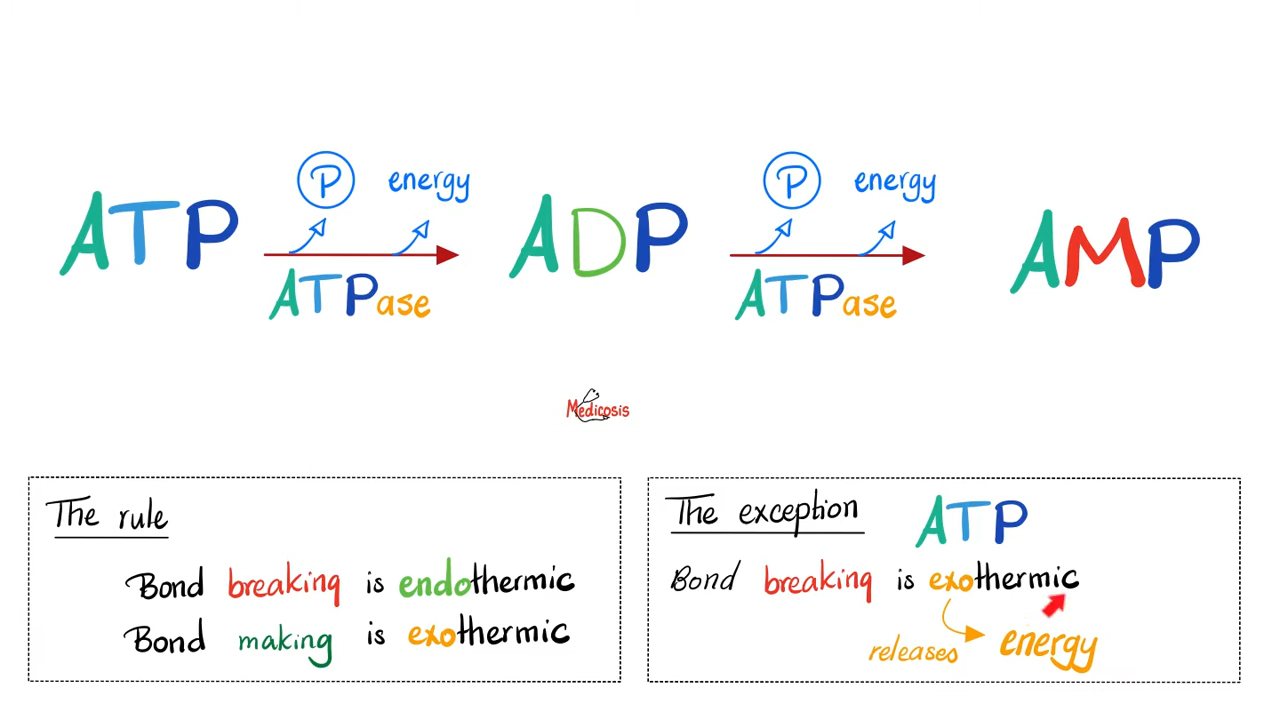 P energy P energy
ATP ADP AMP
ATPase ATPase
Medicosis
The rule
Bond breaking is endothermic
Bond making is exothermic
The exception ATP
Bond breaking is exothermic
releases energy